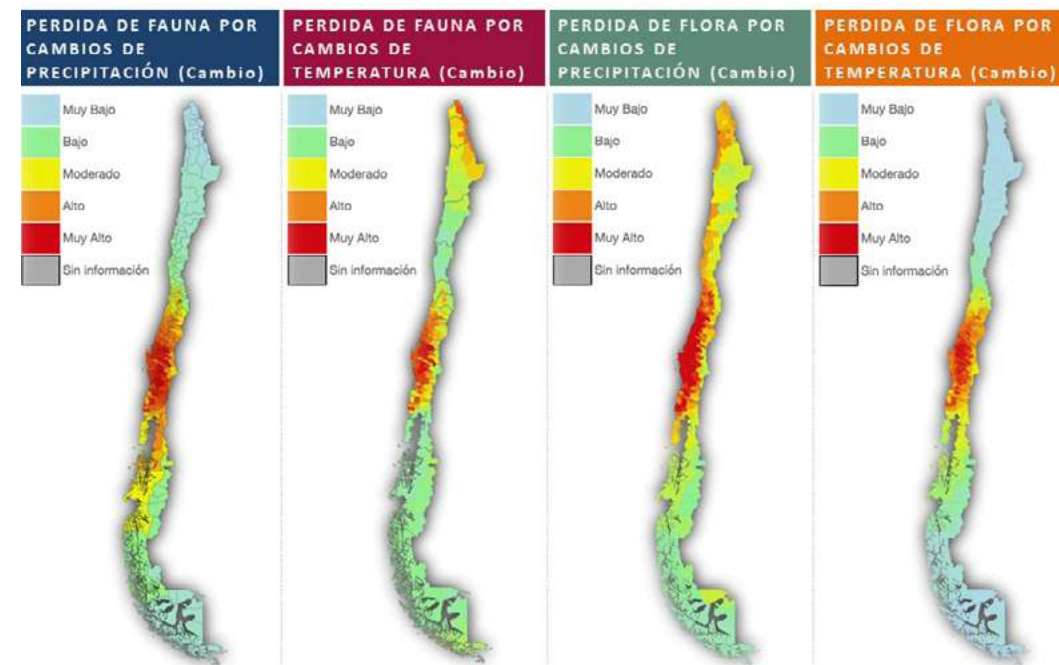 PERDIDA DE FAUNA POR
CAMBIOS DE
PRECIPITACIÓN (Cambio)
Muy Bajo
Bajo
Moderado
Alto
Muy Alto
Sin información
PERDIDA DE FAUNA POR
CAMBIOS DE
TEMPERATURA (Cambio)
Muy Bajo
Bajo
Moderado
Alto
Muy Alto
Sin información
PERDIDA DE FLORA POR
CAMBIOS DE
PRECIPITACIÓN (Cambio)
Muy Bajo
Bajo
Moderado
Alto
Muy Alto
Sin información
PERDIDA DE FLORA POR
CAMBIOS DE
TEMPERATURA (Cambio)
Muy Bajo
Bajo
Moderado
Alto
Muy Alto
Sin información